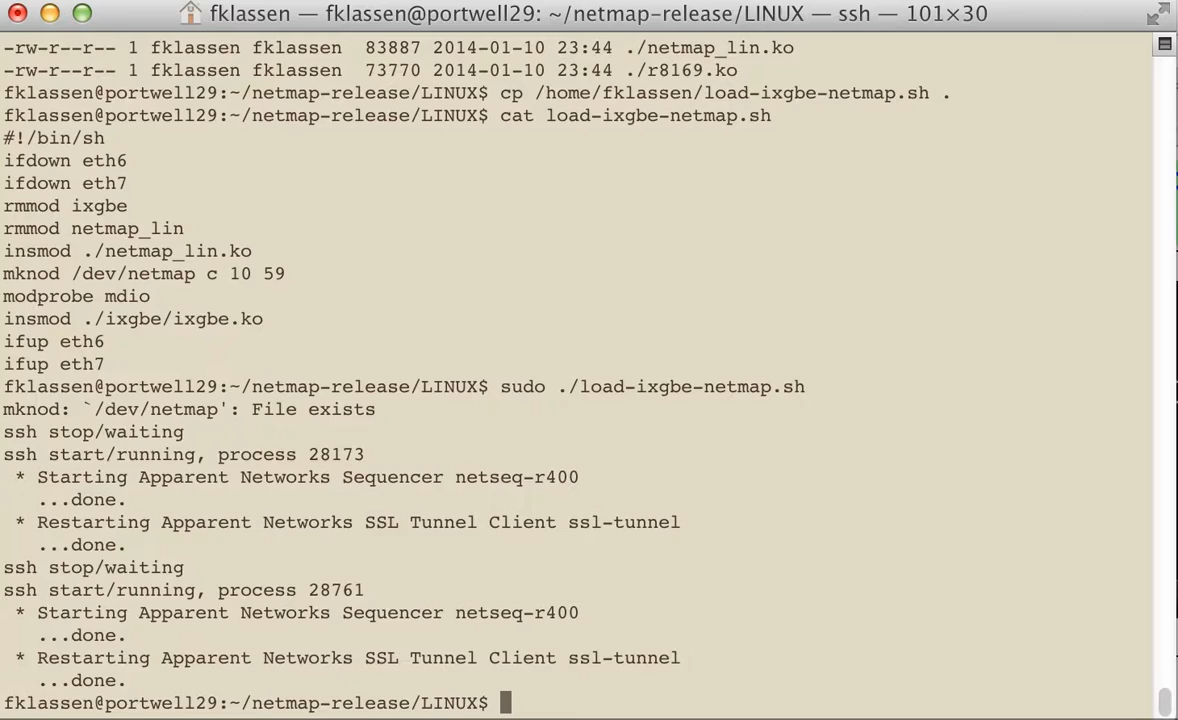 fklassen — fklassen@portwell29: ~/netmap-release/LINUX — ssh — 101×30
-rw-r--r-- 1 fklassen fklassen  83887 2014-01-10 23:44 ./netmap_lin.ko
-rw-r--r-- 1 fklassen fklassen  73770 2014-01-10 23:44 ./r8169.ko
fklassen@portwell29:~/netmap-release/LINUX$ cp /home/fklassen/load-ixgbe-netmap.sh .
fklassen@portwell29:~/netmap-release/LINUX$ cat load-ixgbe-netmap.sh
#!/bin/sh
ifdown eth6
ifdown eth7
rmmod ixgbe
rmmod netmap_lin
insmod ./netmap_lin.ko
mknod /dev/netmap c 10 59
modprobe mdio
insmod ./ixgbe/ixgbe.ko
ifup eth6
ifup eth7
fklassen@portwell29:~/netmap-release/LINUX$ sudo ./load-ixgbe-netmap.sh
mknod: `/dev/netmap': File exists
ssh stop/waiting
ssh start/running, process 28173
 * Starting Apparent Networks Sequencer netseq-r400
   ...done.
 * Restarting Apparent Networks SSL Tunnel Client ssl-tunnel
   ...done.
ssh stop/waiting
ssh start/running, process 28761
 * Starting Apparent Networks Sequencer netseq-r400
   ...done.
 * Restarting Apparent Networks SSL Tunnel Client ssl-tunnel
   ...done.
fklassen@portwell29:~/netmap-release/LINUX$